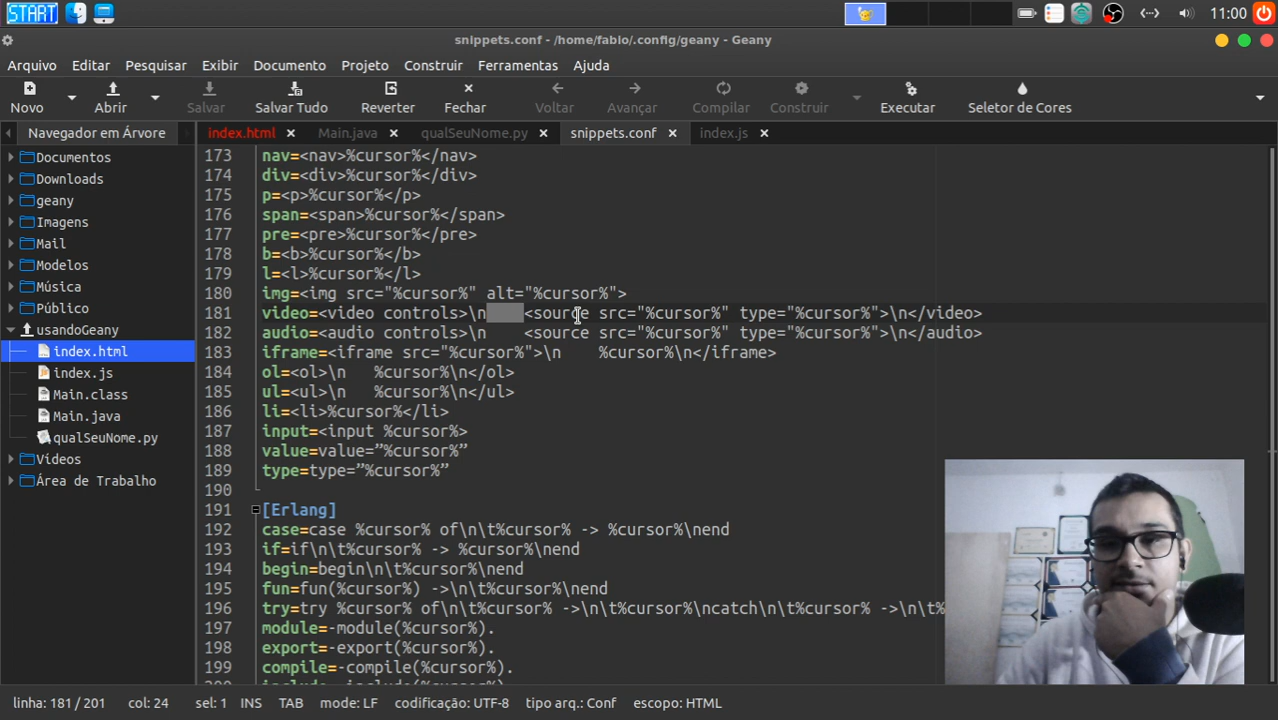 START
11:00
snippets.conf - /home/fabio/.config/geany - Geany
Arquivo Editar Pesquisar Exibir Documento Projeto Construir Ferramentas Ajuda
Novo Abrir Salvar Salvar Tudo Reverter Fechar Voltar Avançar Compilar Construir Executar Seletor de Cores
Navegador em Árvore
index.html Main.java qualSeuNome.py snippets.conf index.js
Documentos
Downloads
geany
Imagens
Mail
Modelos
Música
Público
usandoGeany
index.html
index.js
Main.class
Main.java
qualSeuNome.py
Vídeos
Área de Trabalho
173 nav=<nav>%cursor%</nav>
174 div=<div>%cursor%</div>
175 p=<p>%cursor%</p>
176 span=<span>%cursor%</span>
177 pre=<pre>%cursor%</pre>
178 b=<b>%cursor%</b>
179 l=<l>%cursor%</l>
180 img=<img src="%cursor%" alt="%cursor%">
181 video=<video controls>\n    <source src="%cursor%" type="%cursor%">\n</video>
182 audio=<audio controls>\n    <source src="%cursor%" type="%cursor%">\n</audio>
183 iframe=<iframe src="%cursor%">\n    %cursor%\n</iframe>
184 ol=<ol>\n   %cursor%\n</ol>
185 ul=<ul>\n   %cursor%\n</ul>
186 li=<li>%cursor%</li>
187 input=<input %cursor%>
188 value=value=”%cursor%”
189 type=type=”%cursor%”
190
191 [Erlang]
192 case=case %cursor% of\n\t%cursor% -> %cursor%\nend
193 if=if\n\t%cursor% -> %cursor%\nend
194 begin=begin\n\t%cursor%\nend
195 fun=fun(%cursor%) ->\n\t%cursor%\nend
196 try=try %cursor% of\n\t%cursor% ->\n\t%cursor%\ncatch\n\t%cursor% ->\n\t%
197 module=-module(%cursor%).
198 export=-export(%cursor%).
199 compile=-compile(%cursor%).
linha: 181 / 201 col: 24 sel: 1 INS TAB mode: LF codificação: UTF-8 tipo arq.: Conf escopo: HTML